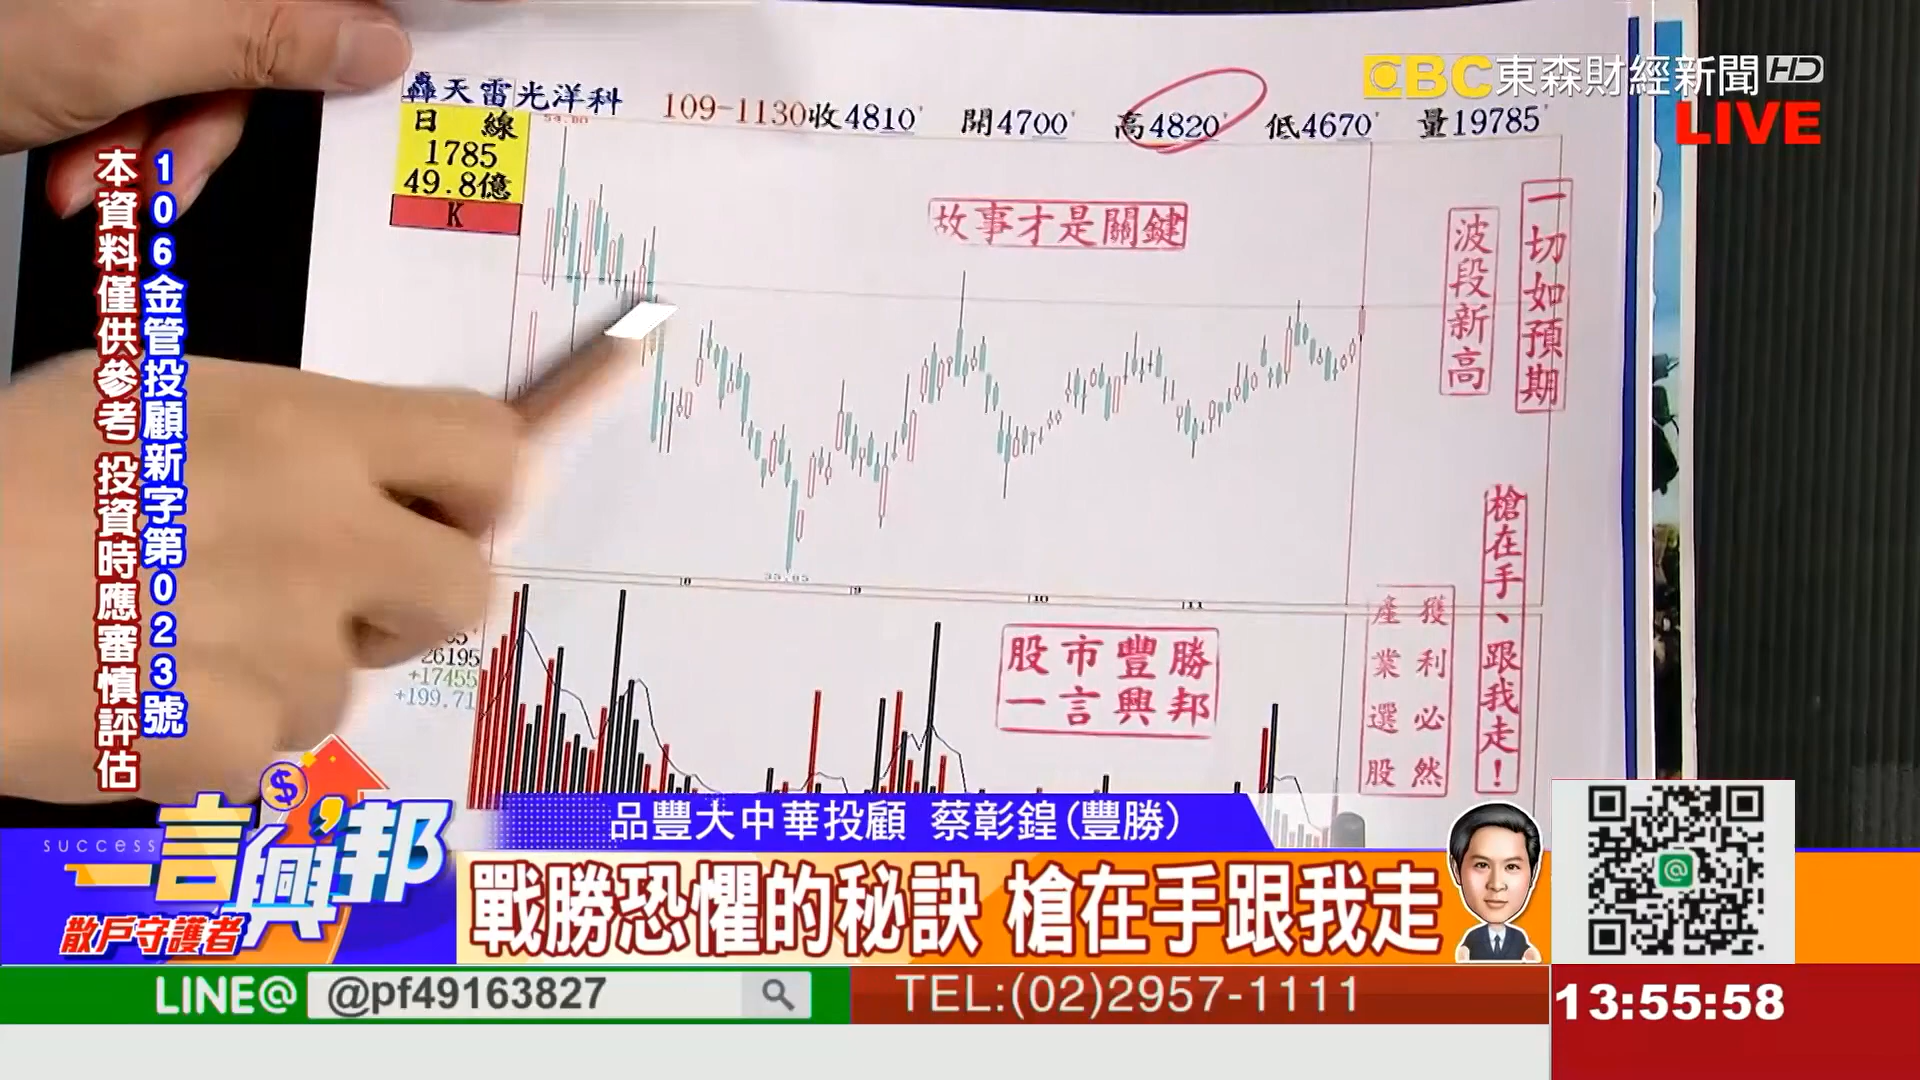 EBC東森財經新聞HD
LIVE
轟天雷光洋科
109-1130收4810' 開4700' 高4820' 低4670' 量19785'
日 線
1785
49.8億
K
54.80
故事才是關鍵
一切如預期
波段新高
槍在手、跟我走!
獲利必然
產業選股
股市豐勝
一言興邦
8
9
10
11
26195
+17455
+199.71
106金管投顧新字第023號
本資料僅供參考 投資時應審慎評估
success
一言興邦
散戶守護者
品豐大中華投顧 蔡彰鍠(豐勝)
戰勝恐懼的秘訣 槍在手跟我走
LINE@ @pf49163827
TEL:(02)2957-1111
13:55:58